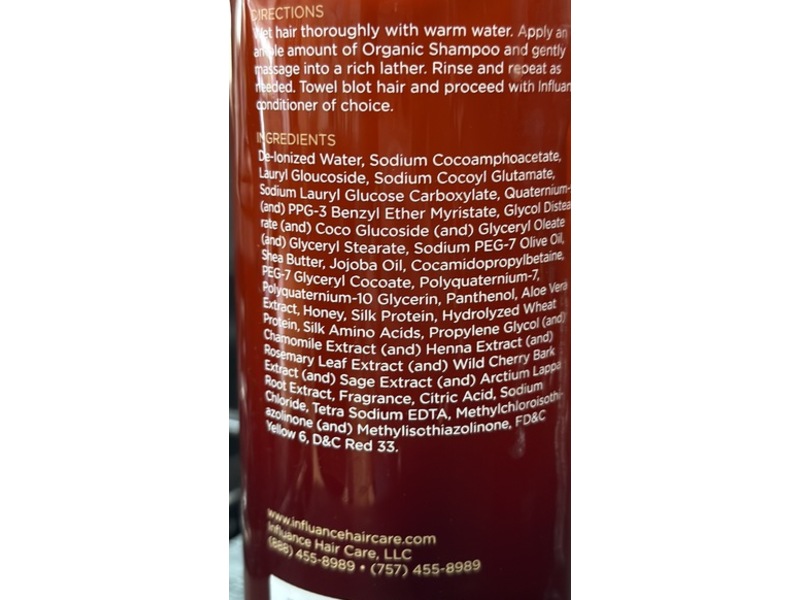 DIRECTIONS
Wet hair thoroughly with warm water. Apply an
ample amount of Organic Shampoo and gently
massage into a rich lather. Rinse and repeat as
needed. Towel blot hair and proceed with Influan
conditioner of choice.
INGREDIENTS
De-Ionized Water, Sodium Cocoamphoacetate,
Lauryl Gloucoside, Sodium Cocoyl Glutamate,
Sodium Lauryl Glucose Carboxylate, Quaternium-
(and) PPG-3 Benzyl Ether Myristate, Glycol Distea
rate (and) Coco Glucoside (and) Glyceryl Oleate
(and) Glyceryl Stearate, Sodium PEG-7 Olive Oil,
Shea Butter, Jojoba Oil, Cocamidopropylbetaine,
PEG-7 Glyceryl Cocoate, Polyquaternium-7,
Polyquaternium-10 Glycerin, Panthenol, Aloe Vera
Extract, Honey, Silk Protein, Hydrolyzed Wheat
Protein, Silk Amino Acids, Propylene Glycol (and)
Chamomile Extract (and) Henna Extract (and)
Rosemary Leaf Extract (and) Wild Cherry Bark
Extract (and) Sage Extract (and) Arctium Lappa
Root Extract, Fragrance, Citric Acid, Sodium
Chloride, Tetra Sodium EDTA, Methylchloroisothi-
azolinone (and) Methylisothiazolinone, FD&C
Yellow 6, D&C Red 33.
www.influancehaircare.com
Influance Hair Care, LLC
(888) 455-8989 • (757) 455-8989